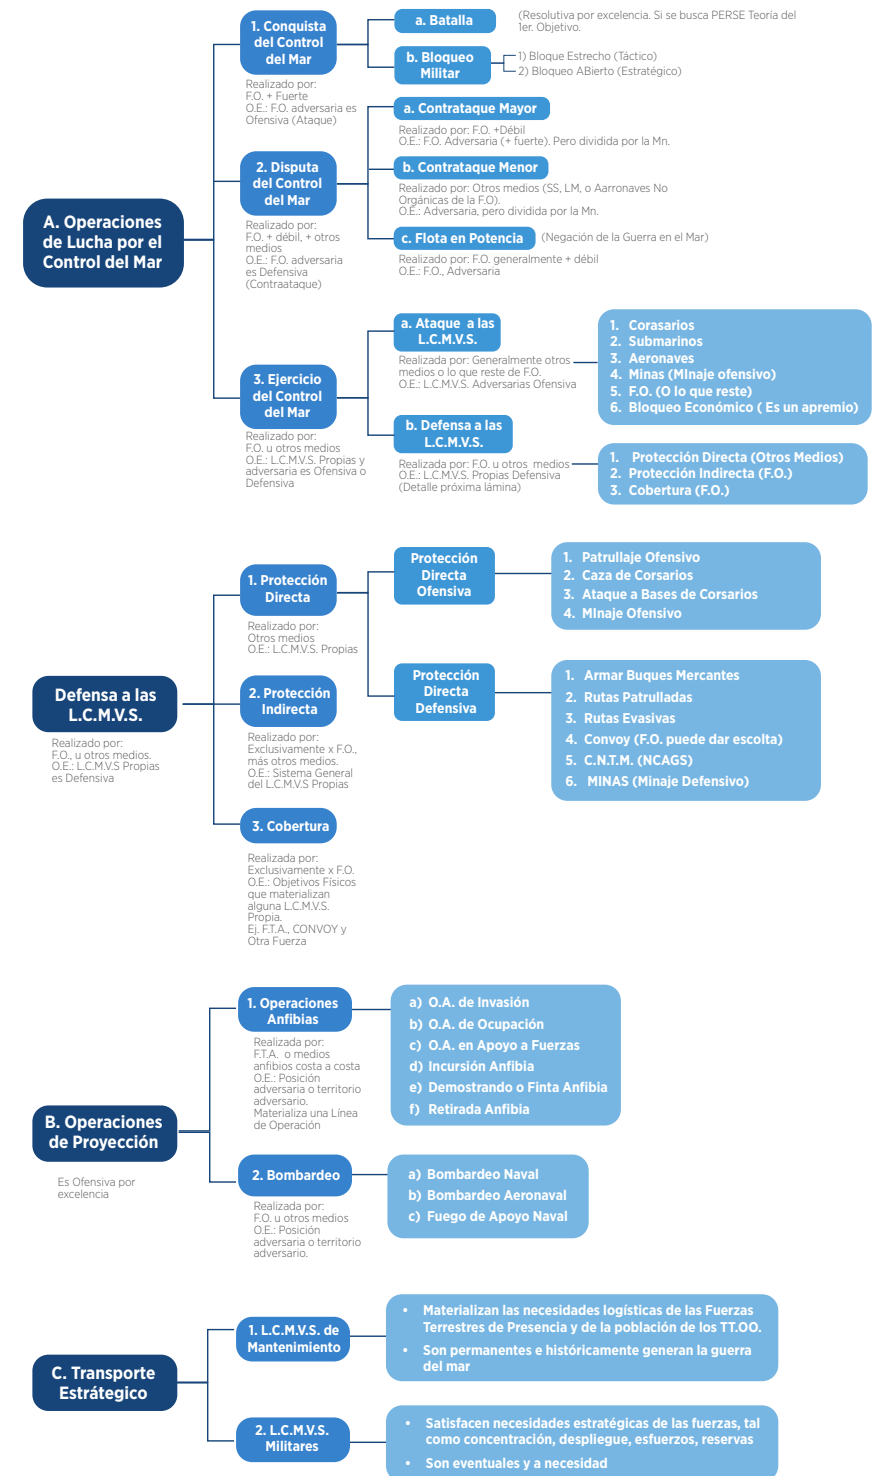 A. Operaciones
de Lucha por el
Control del Mar
1. Conquista
del Control
del Mar
Realizado por:
F.O. + Fuerte
O.E.: F.O. adversaria es
Ofensiva (Ataque)
a. Batalla
(Resolutiva por excelencia. Si se busca PERSE Teoría del
1er. Objetivo.
b. Bloqueo
Militar
1) Bloque Estrecho (Táctico)
2) Bloqueo ABierto (Estratégico)
2. Disputa
del Control
del Mar
Realizado por:
F.O. + débil, + otros
medios
O.E.: F.O. adversaria
es Defensiva
(Contraataque)
a. Contrataque Mayor
Realizado por: F.O. +Débil
O.E.: F.O. Adversaria (+ fuerte). Pero dividida por la Mn.
b. Contrataque Menor
Realizado por: Otros medios (SS, LM, o Aarronaves No
Orgánicas de la F.O).
O.E.: Adversaria, pero dividida por la Mn.
c. Flota en Potencia
(Negación de la Guerra en el Mar)
Realizado por: F.O. generalmente + débil
O.E.: F.O., Adversaria
3. Ejercicio
del Control
del Mar
Realizado por:
F.O. u otros medios
O.E.: L.C.M.V.S. Propias y
adversaria es Ofensiva o
Defensiva
a. Ataque a las
L.C.M.V.S.
Realizada por: Generalmente otros
medios o lo que reste de F.O.
O.E.: L.C.M.V.S. Adversarias Ofensiva
1. Corasarios
2. Submarinos
3. Aeronaves
4. Minas (MInaje ofensivo)
5. F.O. (O lo que reste)
6. Bloqueo Económico ( Es un apremio)
b. Defensa a las
L.C.M.V.S.
Realizada por: F.O. u otros medios
O.E.: L.C.M.V.S. Propias Defensiva
(Detalle próxima lámina)
1. Protección Directa (Otros Medios)
2. Protección Indirecta (F.O.)
3. Cobertura (F.O.)
Defensa a las
L.C.M.V.S.
Realizado por:
F.O., u otros medios.
O.E.: L.C.M.V.S Propias
es Defensiva
1. Protección
Directa
Realizado por:
Otros medios
O.E.: L.C.M.V.S. Propias
Protección
Directa
Ofensiva
1. Patrullaje Ofensivo
2. Caza de Corsarios
3. Ataque a Bases de Corsarios
4. MInaje Ofensivo
Protección
Directa
Defensiva
1. Armar Buques Mercantes
2. Rutas Patrulladas
3. Rutas Evasivas
4. Convoy (F.O. puede dar escolta)
5. C.N.T.M. (NCAGS)
6. MINAS (Minaje Defensivo)
2. Protección
Indirecta
Realizado por:
Exclusivamente x F.O.,
más otros medios.
O.E.: Sistema General
del L.C.M.V.S Propias
3. Cobertura
Realizada por:
Exclusivamente x F.O.
O.E.: Objetivos Físicos
que materializan
alguna L.C.M.V.S.
Propia.
Ej. F.T.A., CONVOY y
Otra Fuerza
B. Operaciones
de Proyección
Es Ofensiva por
excelencia
1. Operaciones
Anfibias
Realizada por:
F.T.A. o medios
anfibios costa a costa
O.E.: Posición
adversaria o territorio
adversario.
Materializa una Línea
de Operación
a) O.A. de Invasión
b) O.A. de Ocupación
c) O.A. en Apoyo a Fuerzas
d) Incursión Anfibia
e) Demostrando o Finta Anfibia
f) Retirada Anfibia
2. Bombardeo
Realizada por:
F.O. u otros medios
O.E.: Posición
adversaria o territorio
adversario.
a) Bombardeo Naval
b) Bombardeo Aeronaval
c) Fuego de Apoyo Naval
C. Transporte
Estrátegico
1. L.C.M.V.S. de
Mantenimiento
• Materializan las necesidades logísticas de las Fuerzas
Terrestres de Presencia y de la población de los TT.OO.
• Son permanentes e históricamente generan la guerra
del mar
2. L.C.M.V.S.
Militares
• Satisfacen necesidades estratégicas de las fuerzas, tal
como concentración, despliegue, esfuerzos, reservas
• Son eventuales y a necesidad